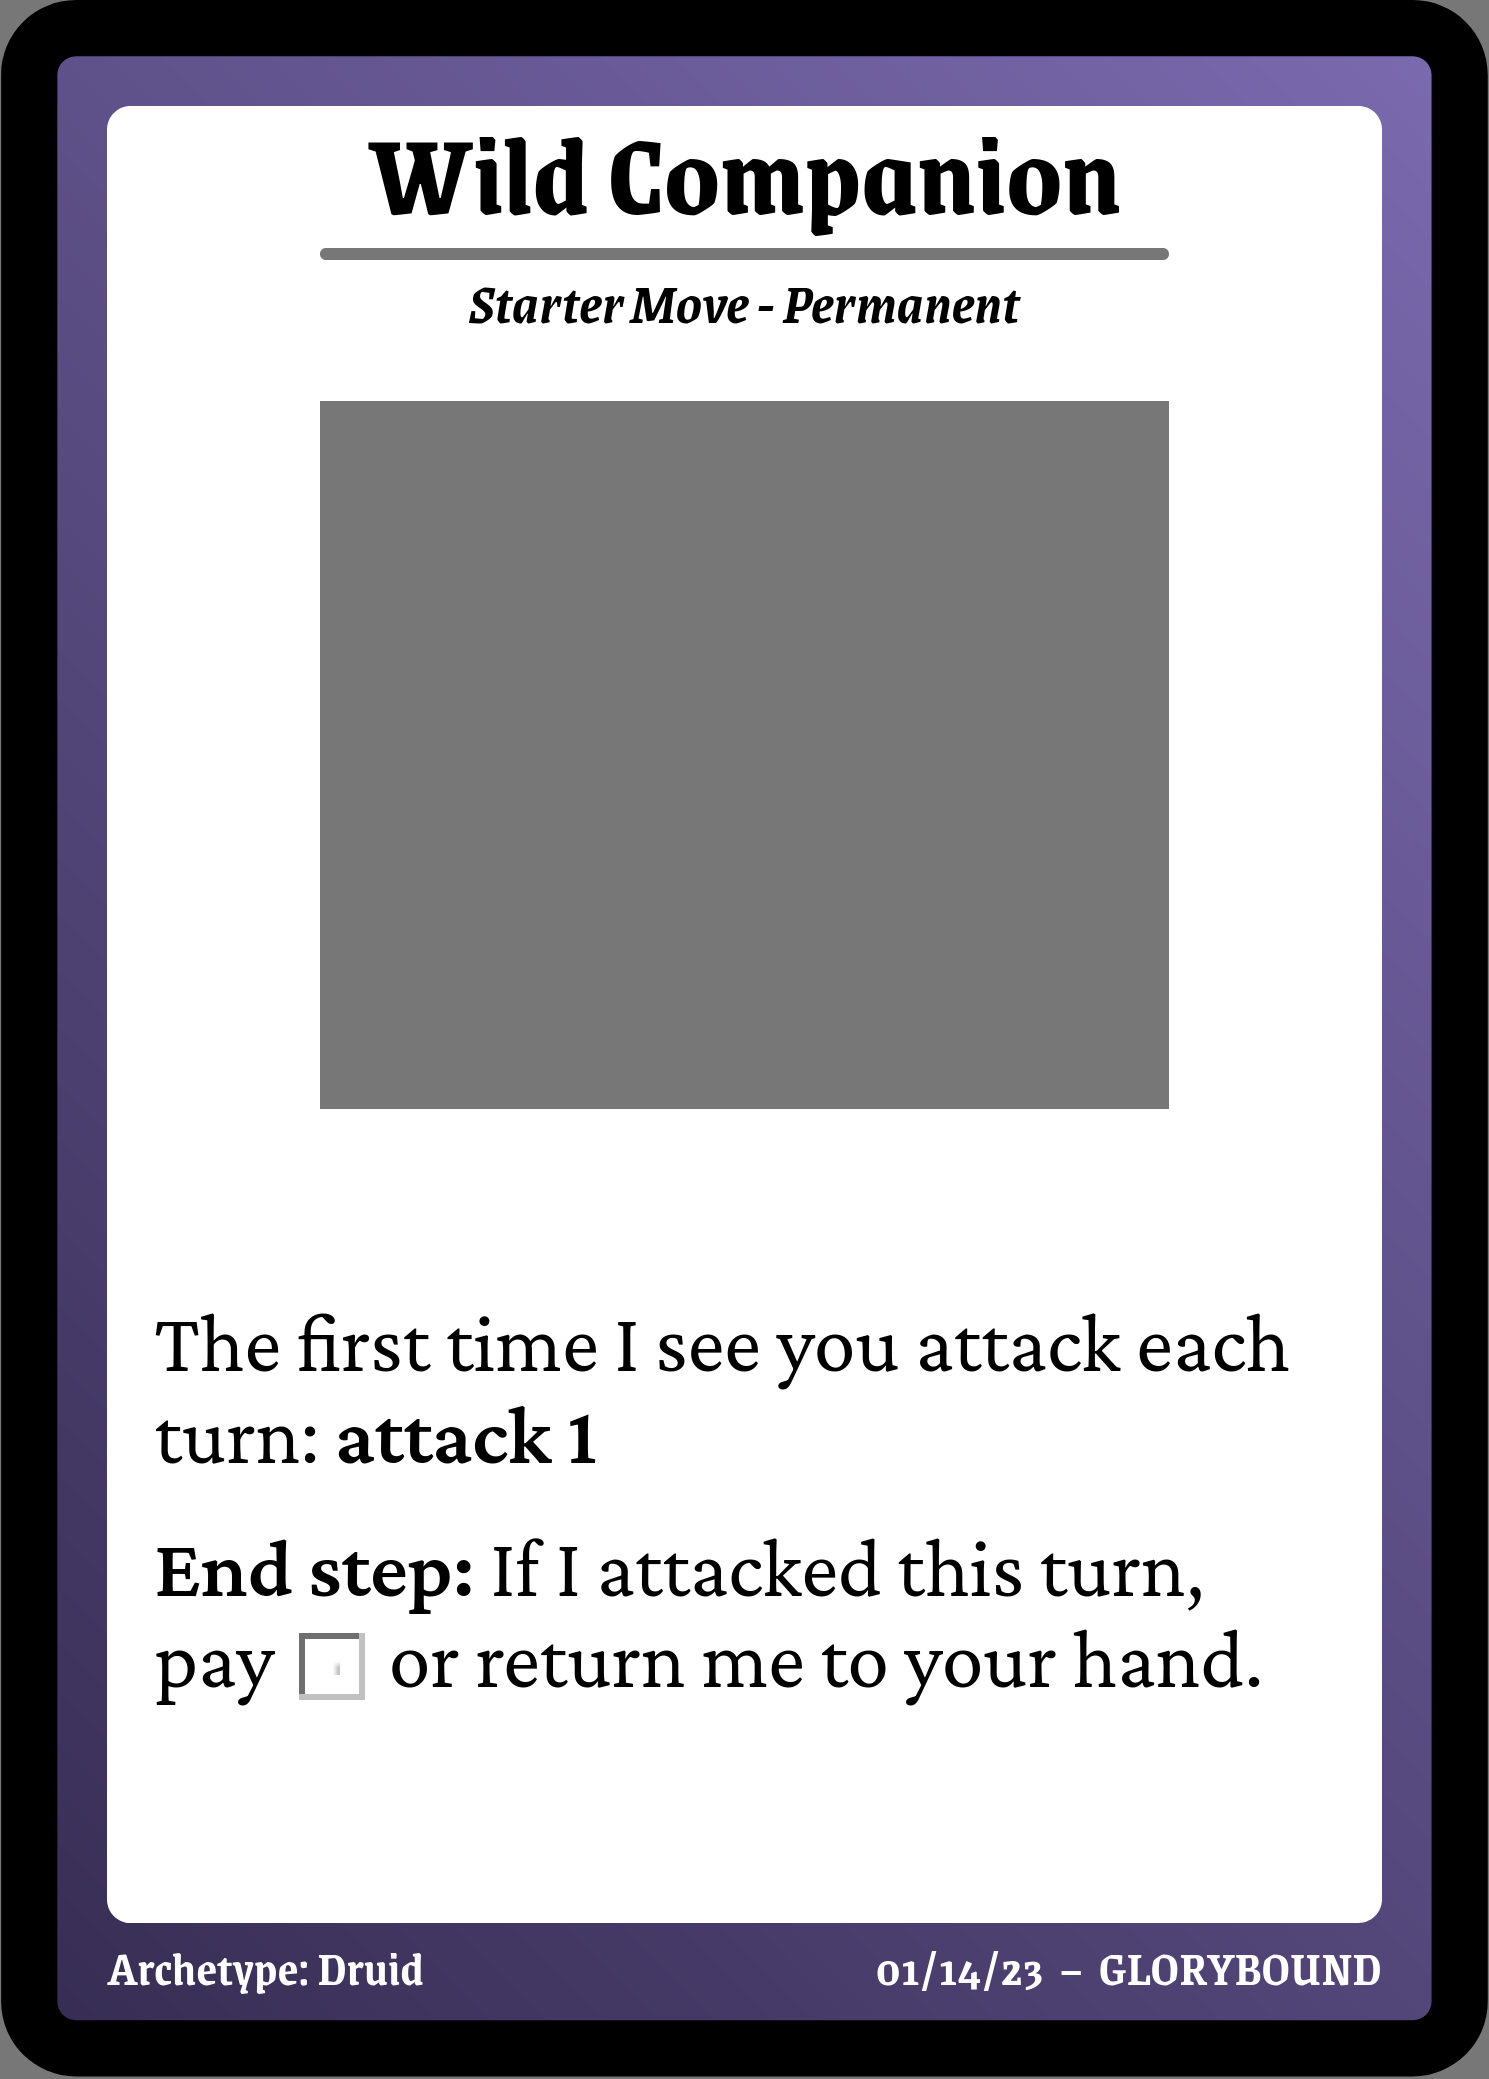 Wild Companion
Starter Move - Permanent
The first time I see you attack each
turn: attack 1
End step: If I attacked this turn,
pay or return me to your hand.
Archetype: Druid
01/14/23 – GLORYBOUND